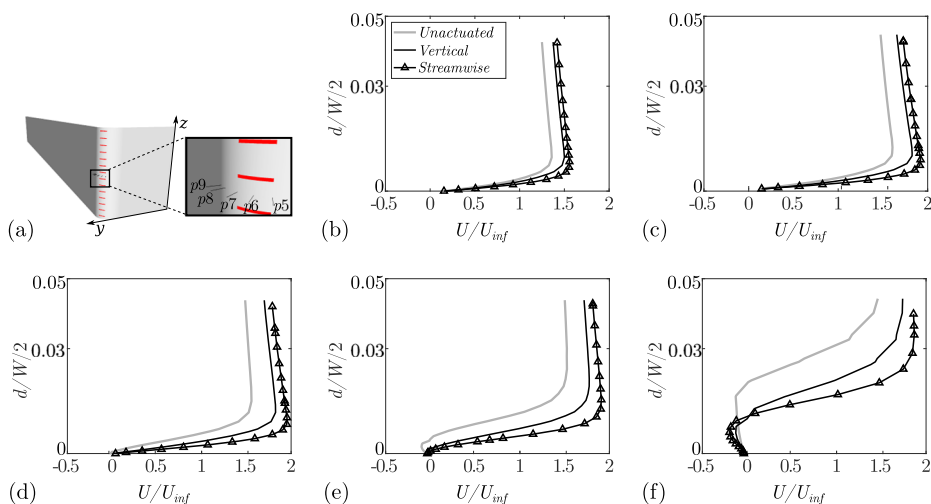 z
p9
p8
p7
p6
p5
y
(a)
0.05
0.03
0
d/W/2
Unactuated
Vertical
Streamwise
-0.5 0 0.5 1 1.5 2
U/U_inf
(b)
0.05
0.03
0
d/W/2
-0.5 0 0.5 1 1.5 2
U/U_inf
(c)
0.05
0.03
0
d/W/2
-0.5 0 0.5 1 1.5 2
U/U_inf
(d)
0.05
0.03
0
d/W/2
-0.5 0 0.5 1 1.5 2
U/U_inf
(e)
0.05
0.03
0
d/W/2
-0.5 0 0.5 1 1.5 2
U/U_inf
(f)